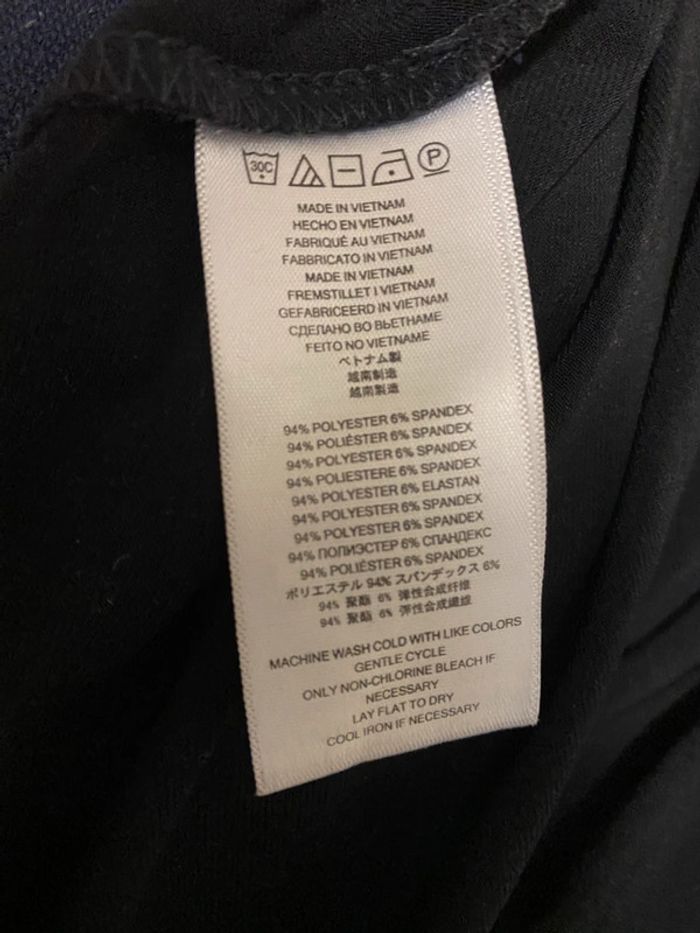 30C P
MADE IN VIETNAM
HECHO EN VIETNAM
FABRIQUÉ AU VIETNAM
FABBRICATO IN VIETNAM
MADE IN VIETNAM
FREMSTILLET I VIETNAM
GEFABRICEERD IN VIETNAM
СДЕЛАНО ВО ВЬЕТНАМЕ
FEITO NO VIETNAME
ベトナム製
越南制造
越南製造
94% POLYESTER 6% SPANDEX
94% POLIÉSTER 6% SPANDEX
94% POLYESTER 6% SPANDEX
94% POLIESTERE 6% SPANDEX
94% POLYESTER 6% ELASTAN
94% POLYESTER 6% SPANDEX
94% POLYESTER 6% SPANDEX
94% ПОЛИЭСТЕР 6% СПАНДЕКС
94% POLIÉSTER 6% SPANDEX
ポリエステル 94% スパンデックス 6%
94% 聚酯 6% 弹性合成纤维
94% 聚酯 6% 彈性合成纖維
MACHINE WASH COLD WITH LIKE COLORS
GENTLE CYCLE
ONLY NON-CHLORINE BLEACH IF
NECESSARY
LAY FLAT TO DRY
COOL IRON IF NECESSARY